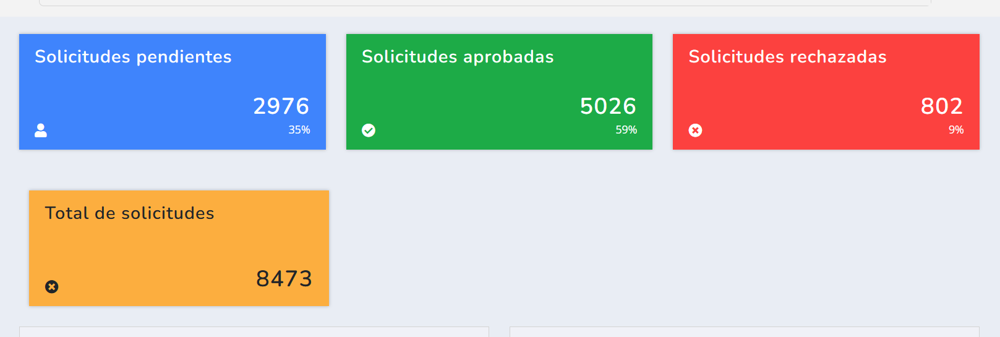 Solicitudes pendientes
2976
35%
Solicitudes aprobadas
5026
59%
Solicitudes rechazadas
802
9%
Total de solicitudes
8473